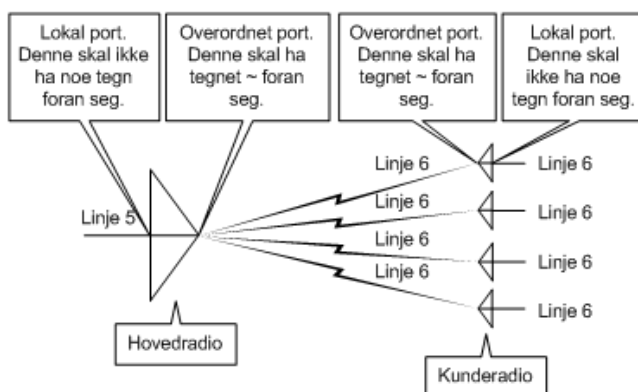 Lokal port.
Denne skal ikke
ha noe tegn
foran seg.
Overordnet port.
Denne skal ha
tegnet ~ foran
seg.
Overordnet port.
Denne skal ha
tegnet ~ foran
seg.
Lokal port.
Denne skal
ikke ha noe
tegn foran seg.
Linje 5
Linje 6
Linje 6
Linje 6
Linje 6
Linje 6
Linje 6
Linje 6
Linje 6
Hovedradio
Kunderadio